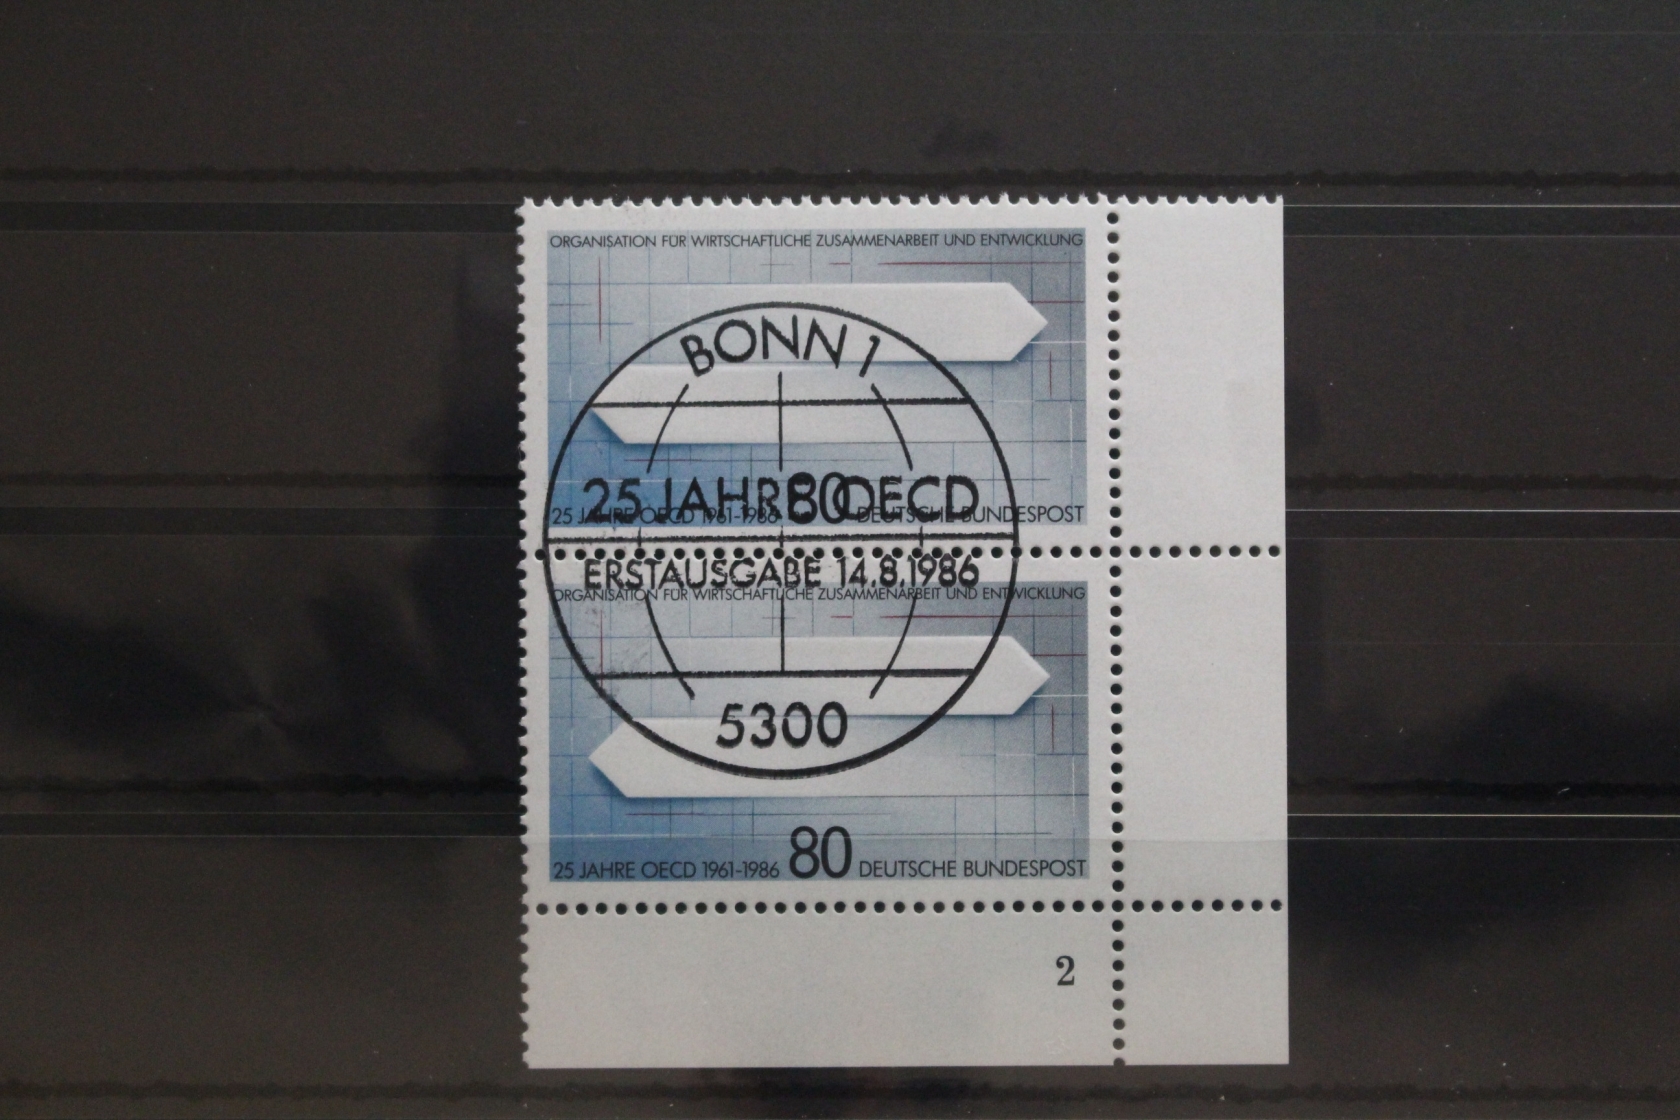 ORGANISATION FÜR WIRTSCHAFTLICHE ZUSAMMENARBEIT UND ENTWICKLUNG
BONN 1
25 JAHRE OECD
80
25 JAHRE OECD 1961-1986 DEUTSCHE BUNDESPOST
ERSTAUSGABE 14.8.1986
ORGANISATION FÜR WIRTSCHAFTLICHE ZUSAMMENARBEIT UND ENTWICKLUNG
5300
25 JAHRE OECD 1961-1986 80 DEUTSCHE BUNDESPOST
2